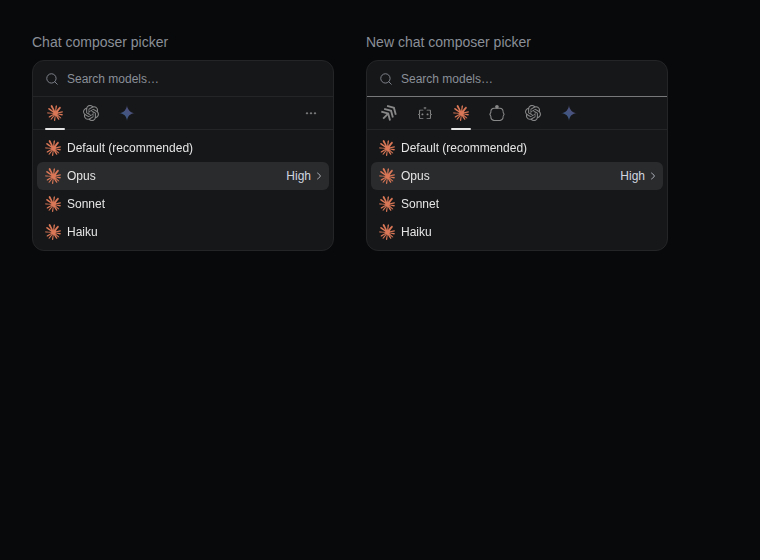 Chat composer picker
Search models…
Default (recommended)
Opus High
Sonnet
Haiku
New chat composer picker
Search models…
Default (recommended)
Opus High
Sonnet
Haiku